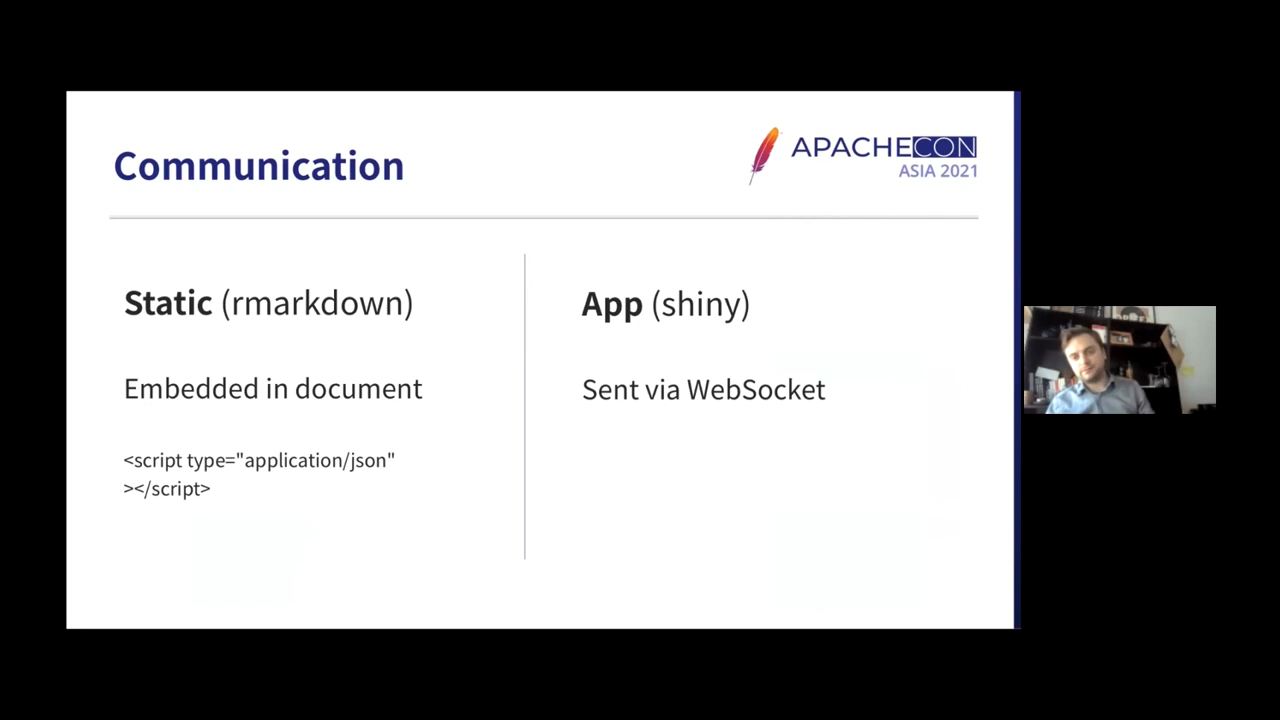 Communication
APACHECON
ASIA 2021
Static (rmarkdown)
Embedded in document
<script type="application/json"
></script>
App (shiny)
Sent via WebSocket